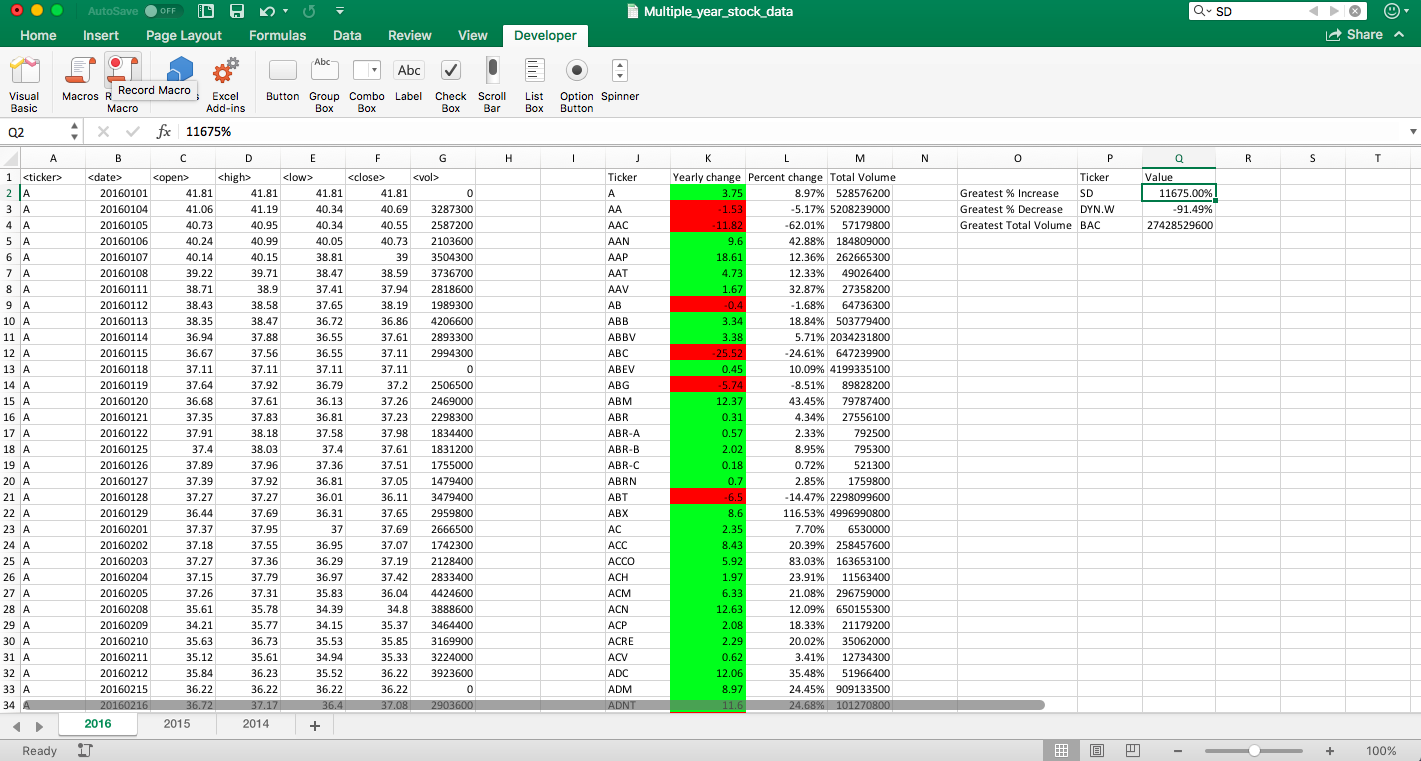 AutoSave OFF Multiple_year_stock_data SD
Home Insert Page Layout Formulas Data Review View Developer Share
Visual Basic Macros Macro Excel Add-ins Button Group Box Combo Box Label Check Box Scroll Bar List Box Option Button Spinner
Abc Abc
Record Macro
Q2 fx 11675%
A B C D E F G H I J K L M N O P Q R S T
1 <ticker> <date> <open> <high> <low> <close> <vol> Ticker Yearly change Percent change Total Volume Ticker Value
2 A 20160101 41.81 41.81 41.81 41.81 0 A 3.75 8.97% 528576200 Greatest % Increase SD 11675.00%
3 A 20160104 41.06 41.19 40.34 40.69 3287300 AA -1.53 -5.17% 5208239000 Greatest % Decrease DYN.W -91.49%
4 A 20160105 40.73 40.95 40.34 40.55 2587200 AAC -11.82 -62.01% 57179800 Greatest Total Volume BAC 27428529600
5 A 20160106 40.24 40.99 40.05 40.73 2103600 AAN 9.6 42.88% 184809000
6 A 20160107 40.14 40.15 38.81 39 3504300 AAP 18.61 12.36% 262665300
7 A 20160108 39.22 39.71 38.47 38.59 3736700 AAT 4.73 12.33% 49026400
8 A 20160111 38.71 38.9 37.41 37.94 2818600 AAV 1.67 32.87% 27358200
9 A 20160112 38.43 38.58 37.65 38.19 1989300 AB -0.4 -1.68% 64736300
10 A 20160113 38.35 38.47 36.72 36.86 4206600 ABB 3.34 18.84% 503779400
11 A 20160114 36.94 37.88 36.55 37.61 2893300 ABBV 3.38 5.71% 2034231800
12 A 20160115 36.67 37.56 36.55 37.11 2994300 ABC -25.52 -24.61% 647239900
13 A 20160118 37.11 37.11 37.11 37.11 0 ABEV 0.45 10.09% 4199335100
14 A 20160119 37.64 37.92 36.79 37.2 2506500 ABG -5.74 -8.51% 89828200
15 A 20160120 36.68 37.61 36.13 37.26 2469000 ABM 12.37 43.45% 79787400
16 A 20160121 37.35 37.83 36.81 37.23 2298300 ABR 0.31 4.34% 27556100
17 A 20160122 37.91 38.18 37.58 37.98 1834400 ABR-A 0.57 2.33% 792500
18 A 20160125 37.4 38.03 37.4 37.61 1831200 ABR-B 2.02 8.95% 795300
19 A 20160126 37.89 37.96 37.36 37.51 1755000 ABR-C 0.18 0.72% 521300
20 A 20160127 37.39 37.92 36.81 37.05 1479400 ABRN 0.7 2.85% 1759800
21 A 20160128 37.27 37.27 36.01 36.11 3479400 ABT -6.5 -14.47% 2298099600
22 A 20160129 36.44 37.69 36.31 37.65 2959800 ABX 8.6 116.53% 4996990800
23 A 20160201 37.37 37.95 37 37.69 2666500 AC 2.35 7.70% 6530000
24 A 20160202 37.18 37.55 36.95 37.07 1742300 ACC 8.43 20.39% 258457600
25 A 20160203 37.27 37.36 36.29 37.19 2128400 ACCO 5.92 83.03% 163653100
26 A 20160204 37.15 37.79 36.97 37.42 2833400 ACH 1.97 23.91% 11563400
27 A 20160205 37.26 37.31 35.83 36.04 4424600 ACM 6.33 21.08% 296759000
28 A 20160208 35.61 35.78 34.39 34.8 3888600 ACN 12.63 12.09% 650155300
29 A 20160209 34.21 35.77 34.15 35.37 3464400 ACP 2.08 18.33% 21179200
30 A 20160210 35.63 36.73 35.53 35.85 3169900 ACRE 2.29 20.02% 35062000
31 A 20160211 35.12 35.61 34.94 35.33 3224000 ACV 0.62 3.41% 12734300
32 A 20160212 35.84 36.23 35.52 36.22 3923600 ADC 12.06 35.48% 51966400
33 A 20160215 36.22 36.22 36.22 36.22 0 ADM 8.97 24.45% 909133500
34 A 20160216 36.72 37.17 36.4 37.08 2903600 ADNT 11.6 24.68% 101270800
2016 2015 2014 +
Ready 100%